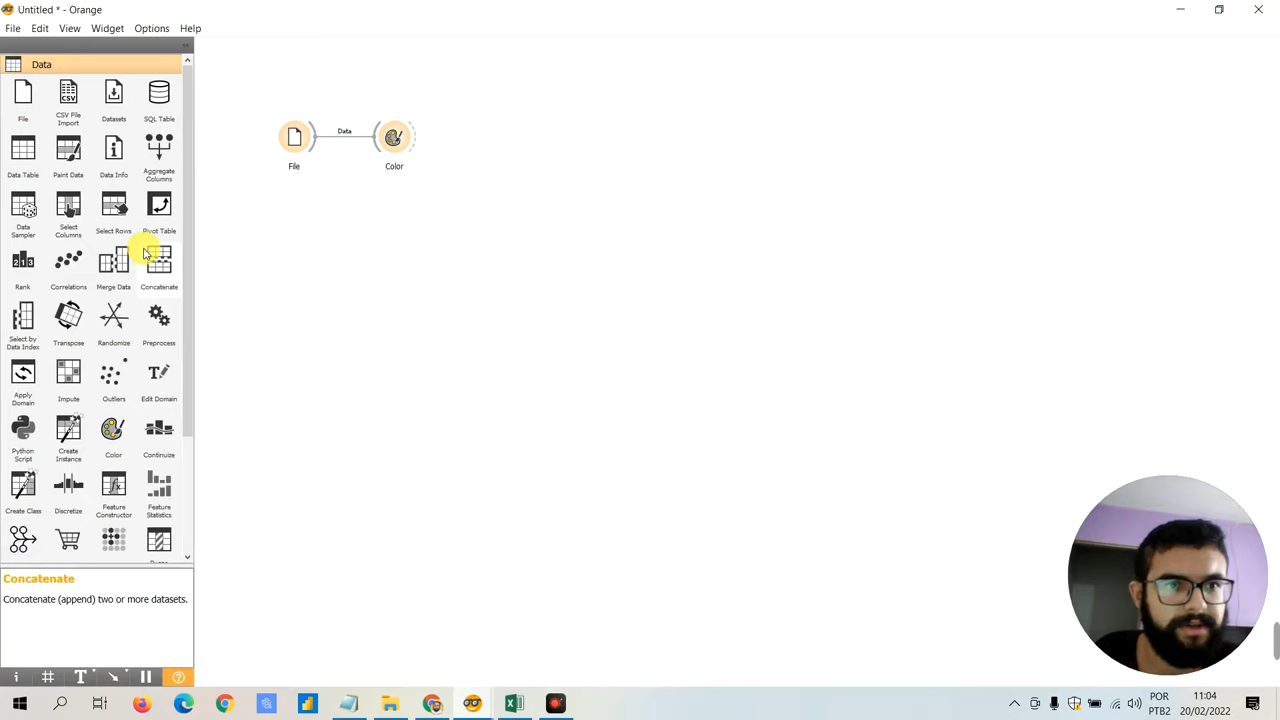 Untitled * - Orange
File Edit View Widget Options Help
Data
File
CSV File Import
Datasets
SQL Table
Data Table
Paint Data
Data Info
Aggregate Columns
Data Sampler
Select Columns
Select Rows
Pivot Table
Rank
Correlations
Merge Data
Concatenate
Select by Data Index
Transpose
Randomize
Preprocess
Apply Domain
Impute
Outliers
Edit Domain
Python Script
Create Instance
Color
Continuize
Create Class
Discretize
Feature Constructor
Feature Statistics
Data
File
Color
Concatenate
Concatenate (append) two or more datasets.
POR
PTB2
11:04
20/02/2022